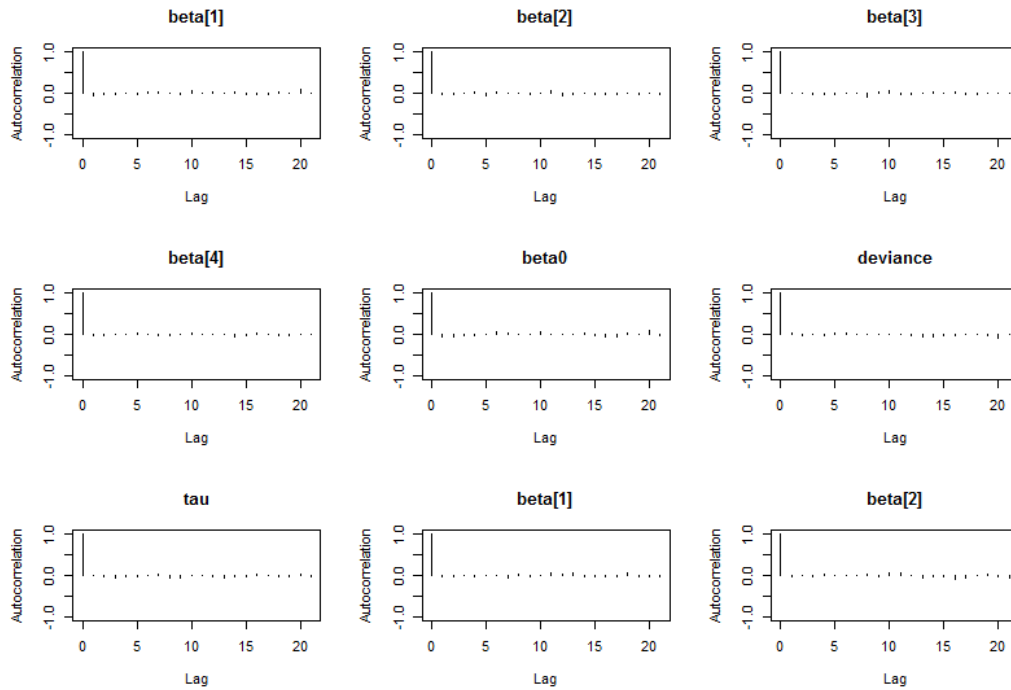 beta[1] beta[2] beta[3]
Autocorrelation -1.0 0.0 1.0 Autocorrelation -1.0 0.0 1.0 Autocorrelation -1.0 0.0 1.0
0 5 10 15 20 0 5 10 15 20 0 5 10 15 20
Lag Lag Lag
beta[4] beta0 deviance
Autocorrelation -1.0 0.0 1.0 Autocorrelation -1.0 0.0 1.0 Autocorrelation -1.0 0.0 1.0
0 5 10 15 20 0 5 10 15 20 0 5 10 15 20
Lag Lag Lag
tau beta[1] beta[2]
Autocorrelation -1.0 0.0 1.0 Autocorrelation -1.0 0.0 1.0 Autocorrelation -1.0 0.0 1.0
0 5 10 15 20 0 5 10 15 20 0 5 10 15 20
Lag Lag Lag